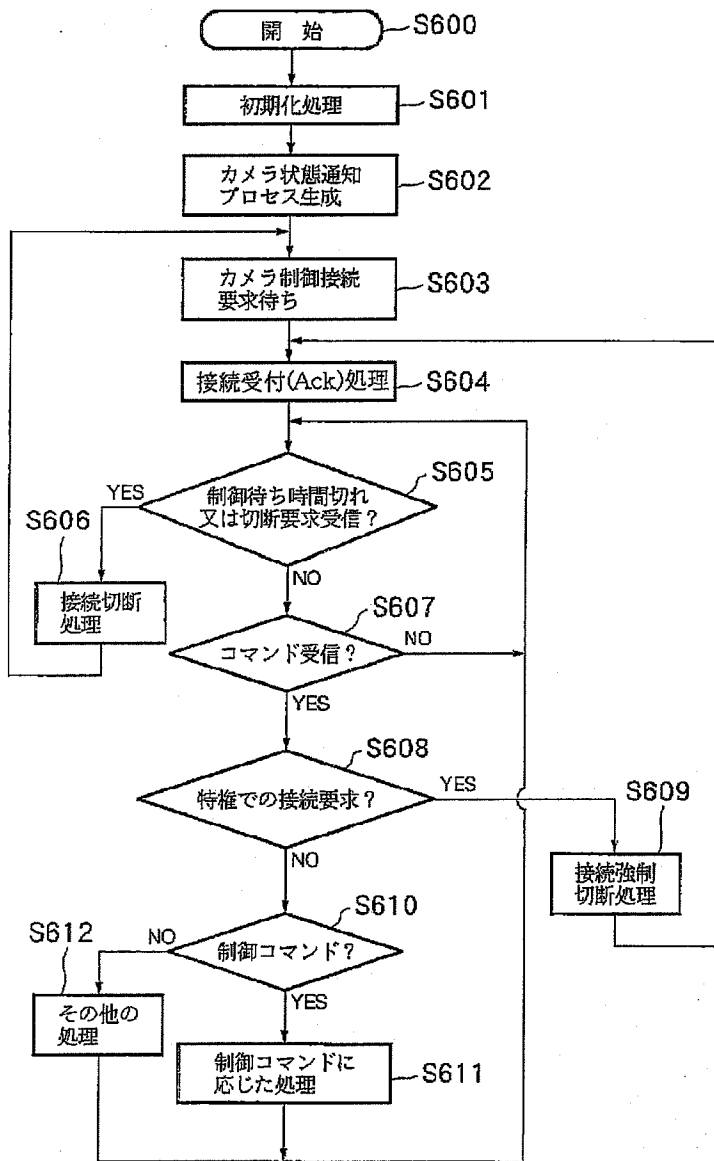 開 始
S600
初期化処理
S601
カメラ状態通知
プロセス生成
S602
カメラ制御接続
要求待ち
S603
接続受付(Ack)処理
S604
制御待ち時間切れ
又は切断要求受信？
S605
YES
NO
S606
接続切断
処理
コマンド受信？
S607
NO
YES
特権での接続要求？
S608
YES
NO
S609
接続強制
切断処理
制御コマンド？
S610
NO
YES
S612
その他の
処理
制御コマンドに
応じた処理
S611